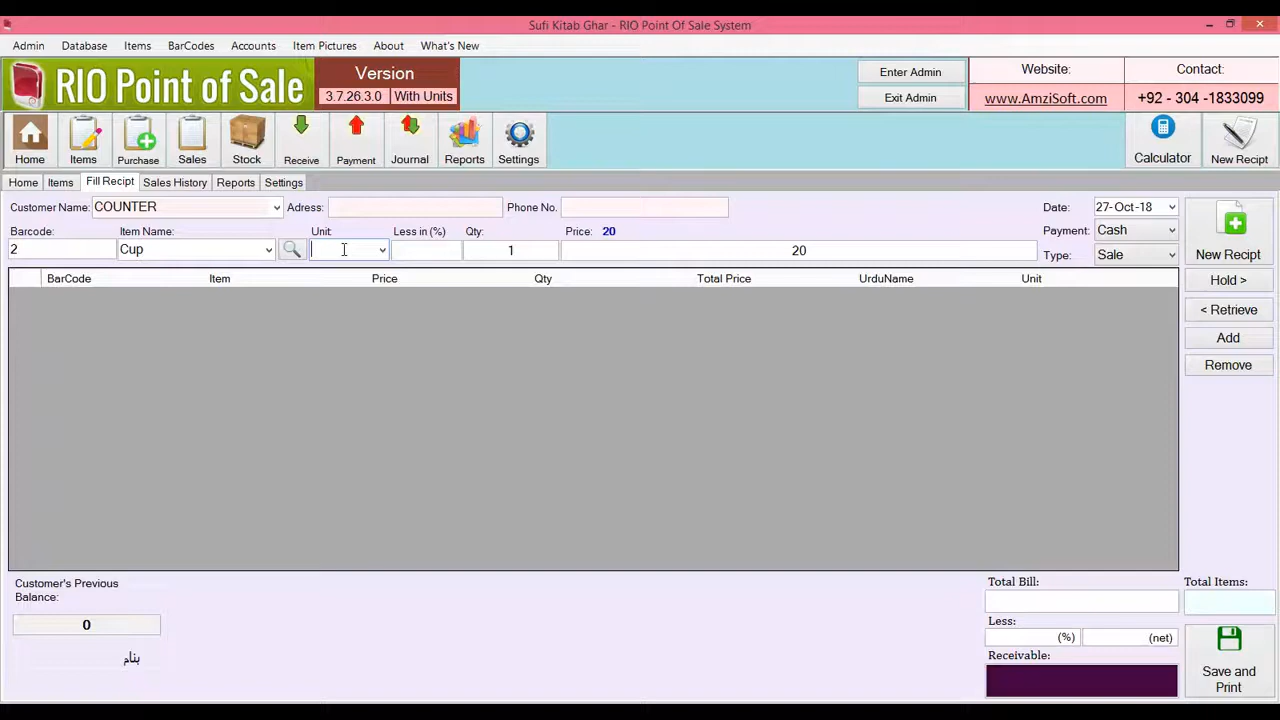 Sufi Kitab Ghar - RIO Point Of Sale System
Admin Database Items BarCodes Accounts Item Pictures About What's New
RIO Point of Sale
Version
3.7.26.3.0 With Units
Enter Admin
Exit Admin
Website:
www.AmziSoft.com
Contact:
+92 - 304 -1833099
Home Items Purchase Sales Stock Receive Payment Journal Reports Settings Calculator New Recipt
Home Items Fill Recipt Sales History Reports Settings
Customer Name: COUNTER Adress: Phone No. Date: 27-Oct-18
Barcode: Item Name: Unit: Less in (%) Qty: Price: 20 Payment: Cash
2 Cup 1 20 Type: Sale
New Recipt
Hold >
< Retrieve
Add
Remove
BarCode Item Price Qty Total Price UrduName Unit
Customer's Previous
Balance:
0
بنام
Total Bill: Total Items:
Less:
(%) (net)
Receivable:
Save and
Print